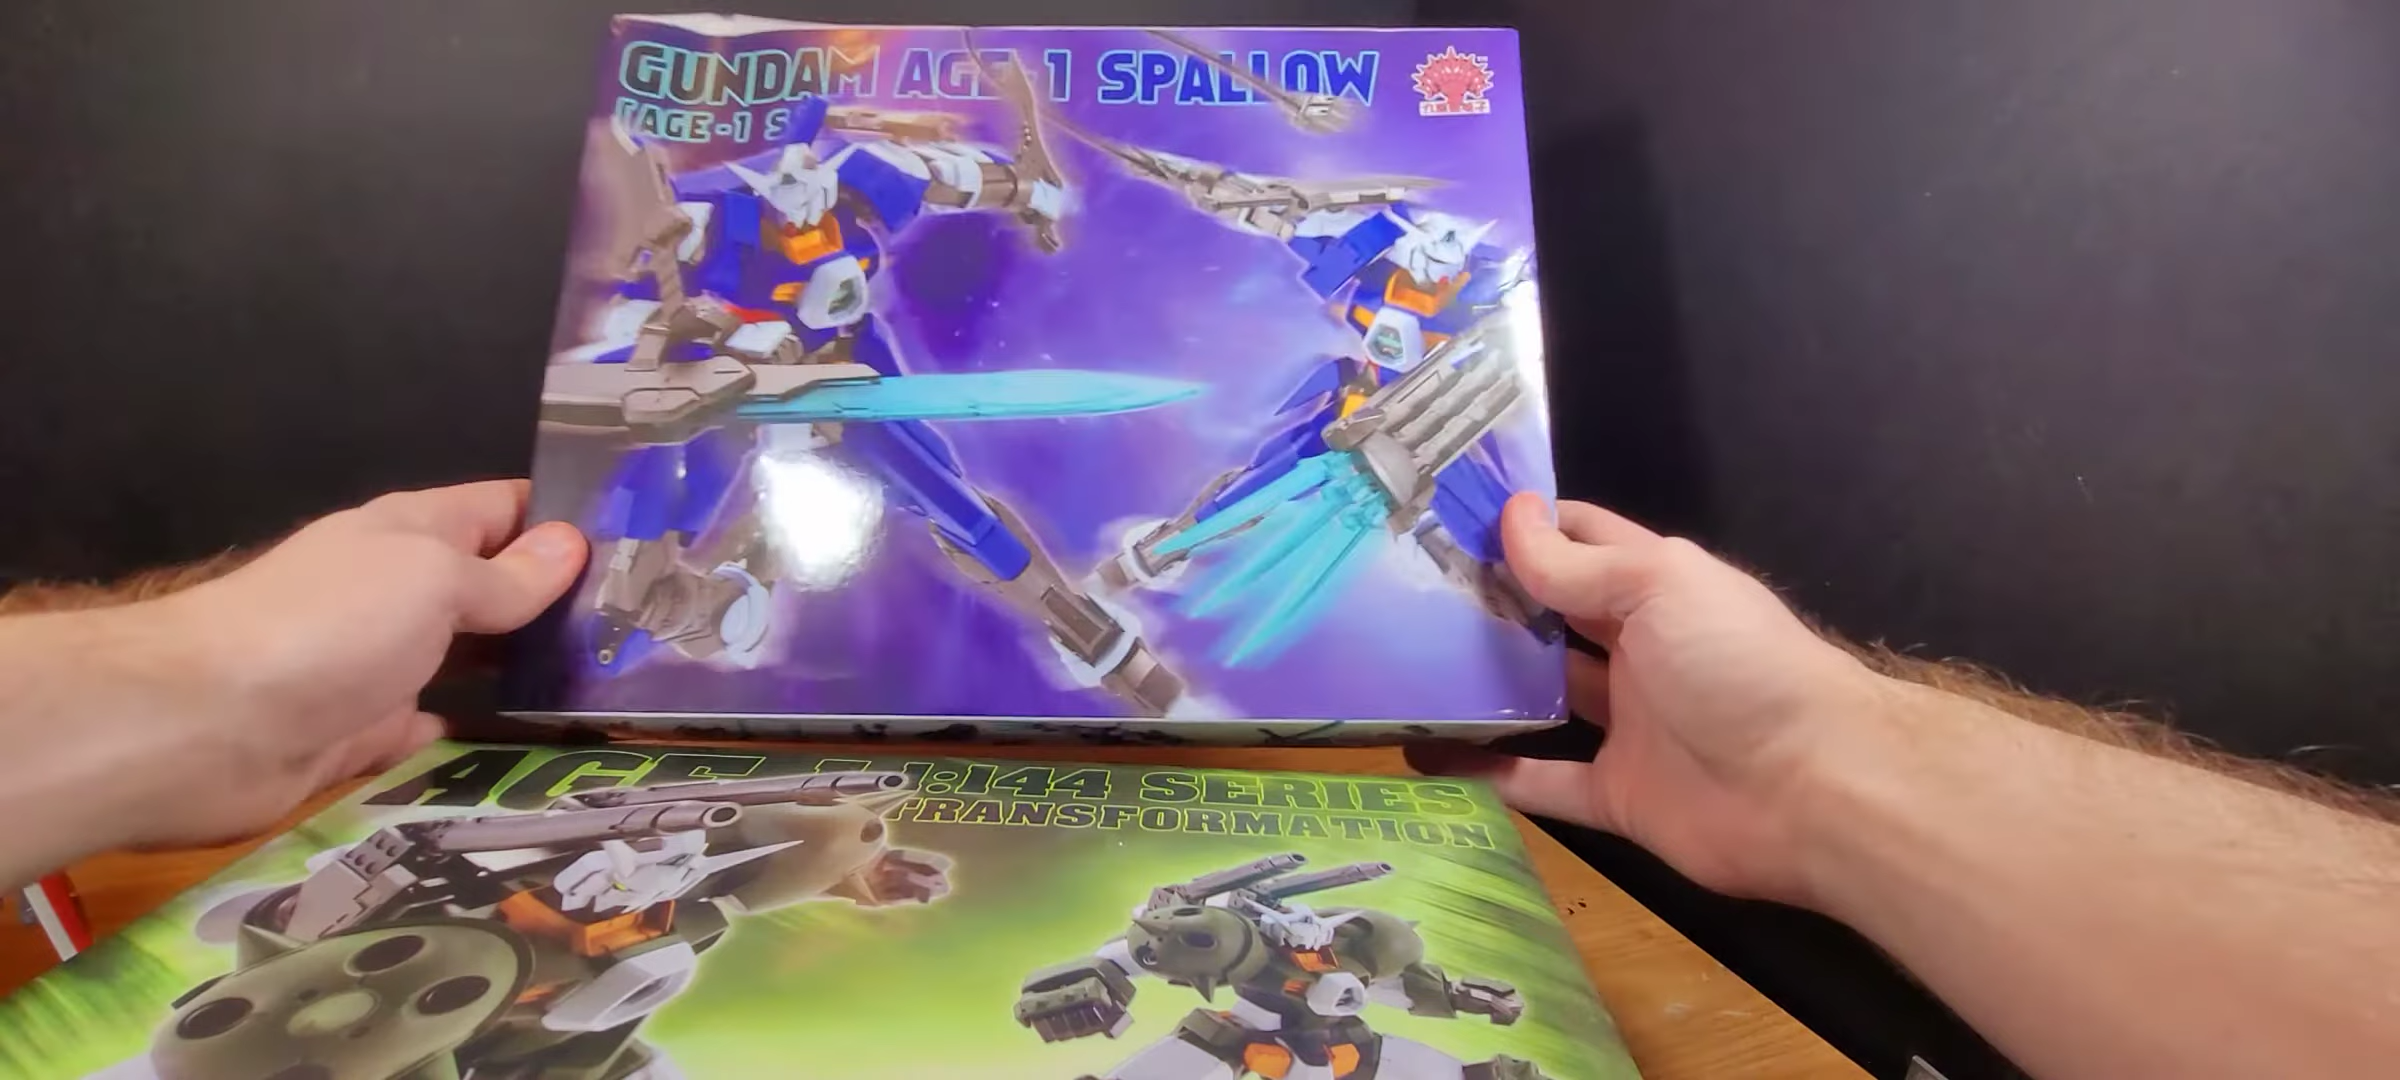 GUNDAM AGE-1 SPALLOW
[AGE-1 S
AGE 1:144 SERIES
TRANSFORMATION